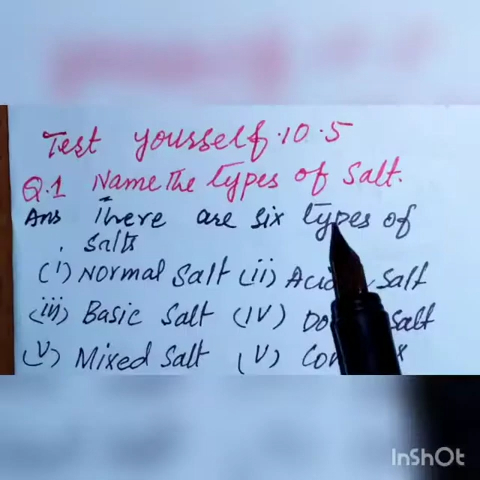 Test yousself.10.5
Q.1 Name the types of Salt.
Ans There are six types of
salts
(i) Normal Salt (ii) Salt
(iii) Basic Salt (IV) Salt
(V) Mixed Salt (V)
InShOt